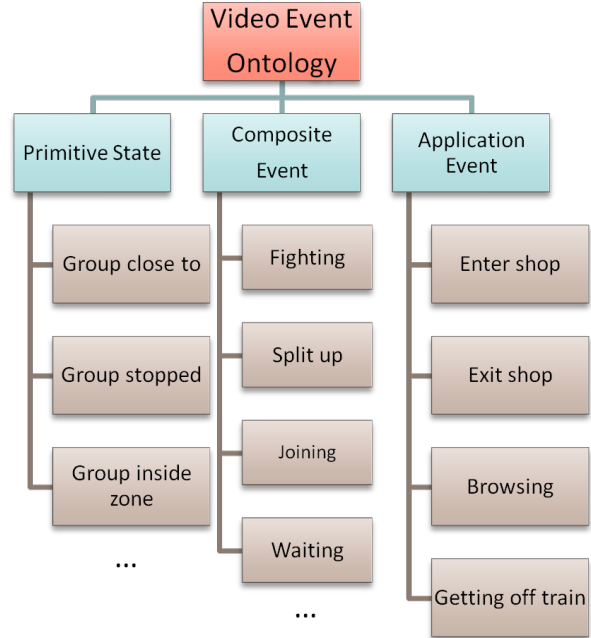 Video Event
Ontology
Primitive State
Composite
Event
Application
Event
Group close to
Group stopped
Group inside
zone
...
Fighting
Split up
Joining
Waiting
...
Enter shop
Exit shop
Browsing
Getting off train